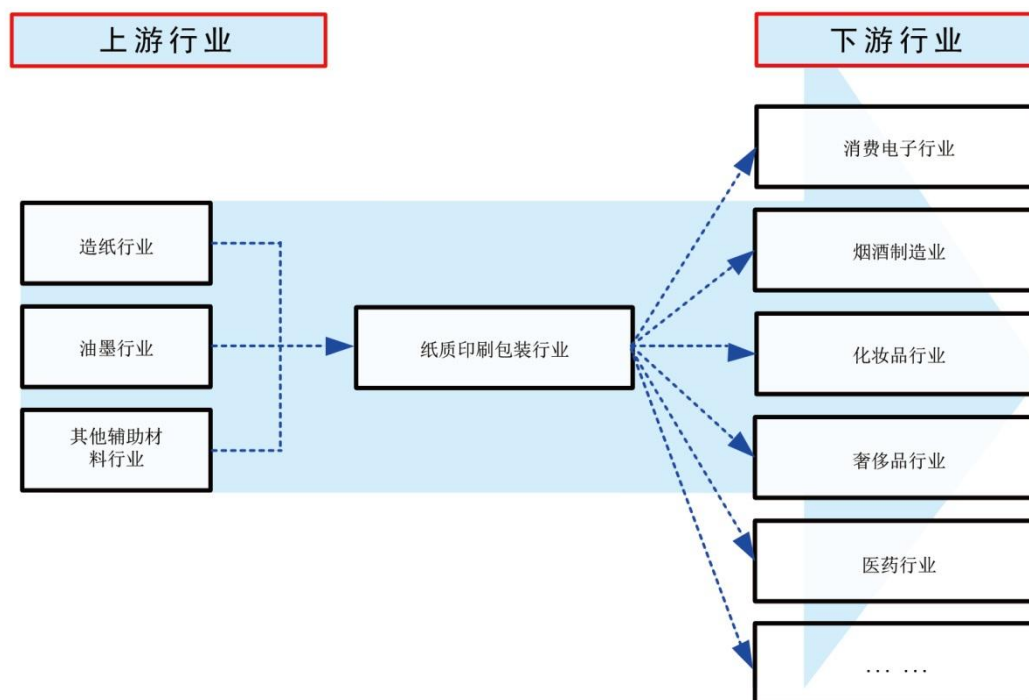 上游行业
下游行业
消费电子行业
造纸行业
烟酒制造业
油墨行业
纸质印刷包装行业
化妆品行业
其他辅助材
料行业
奢侈品行业
医药行业
… …